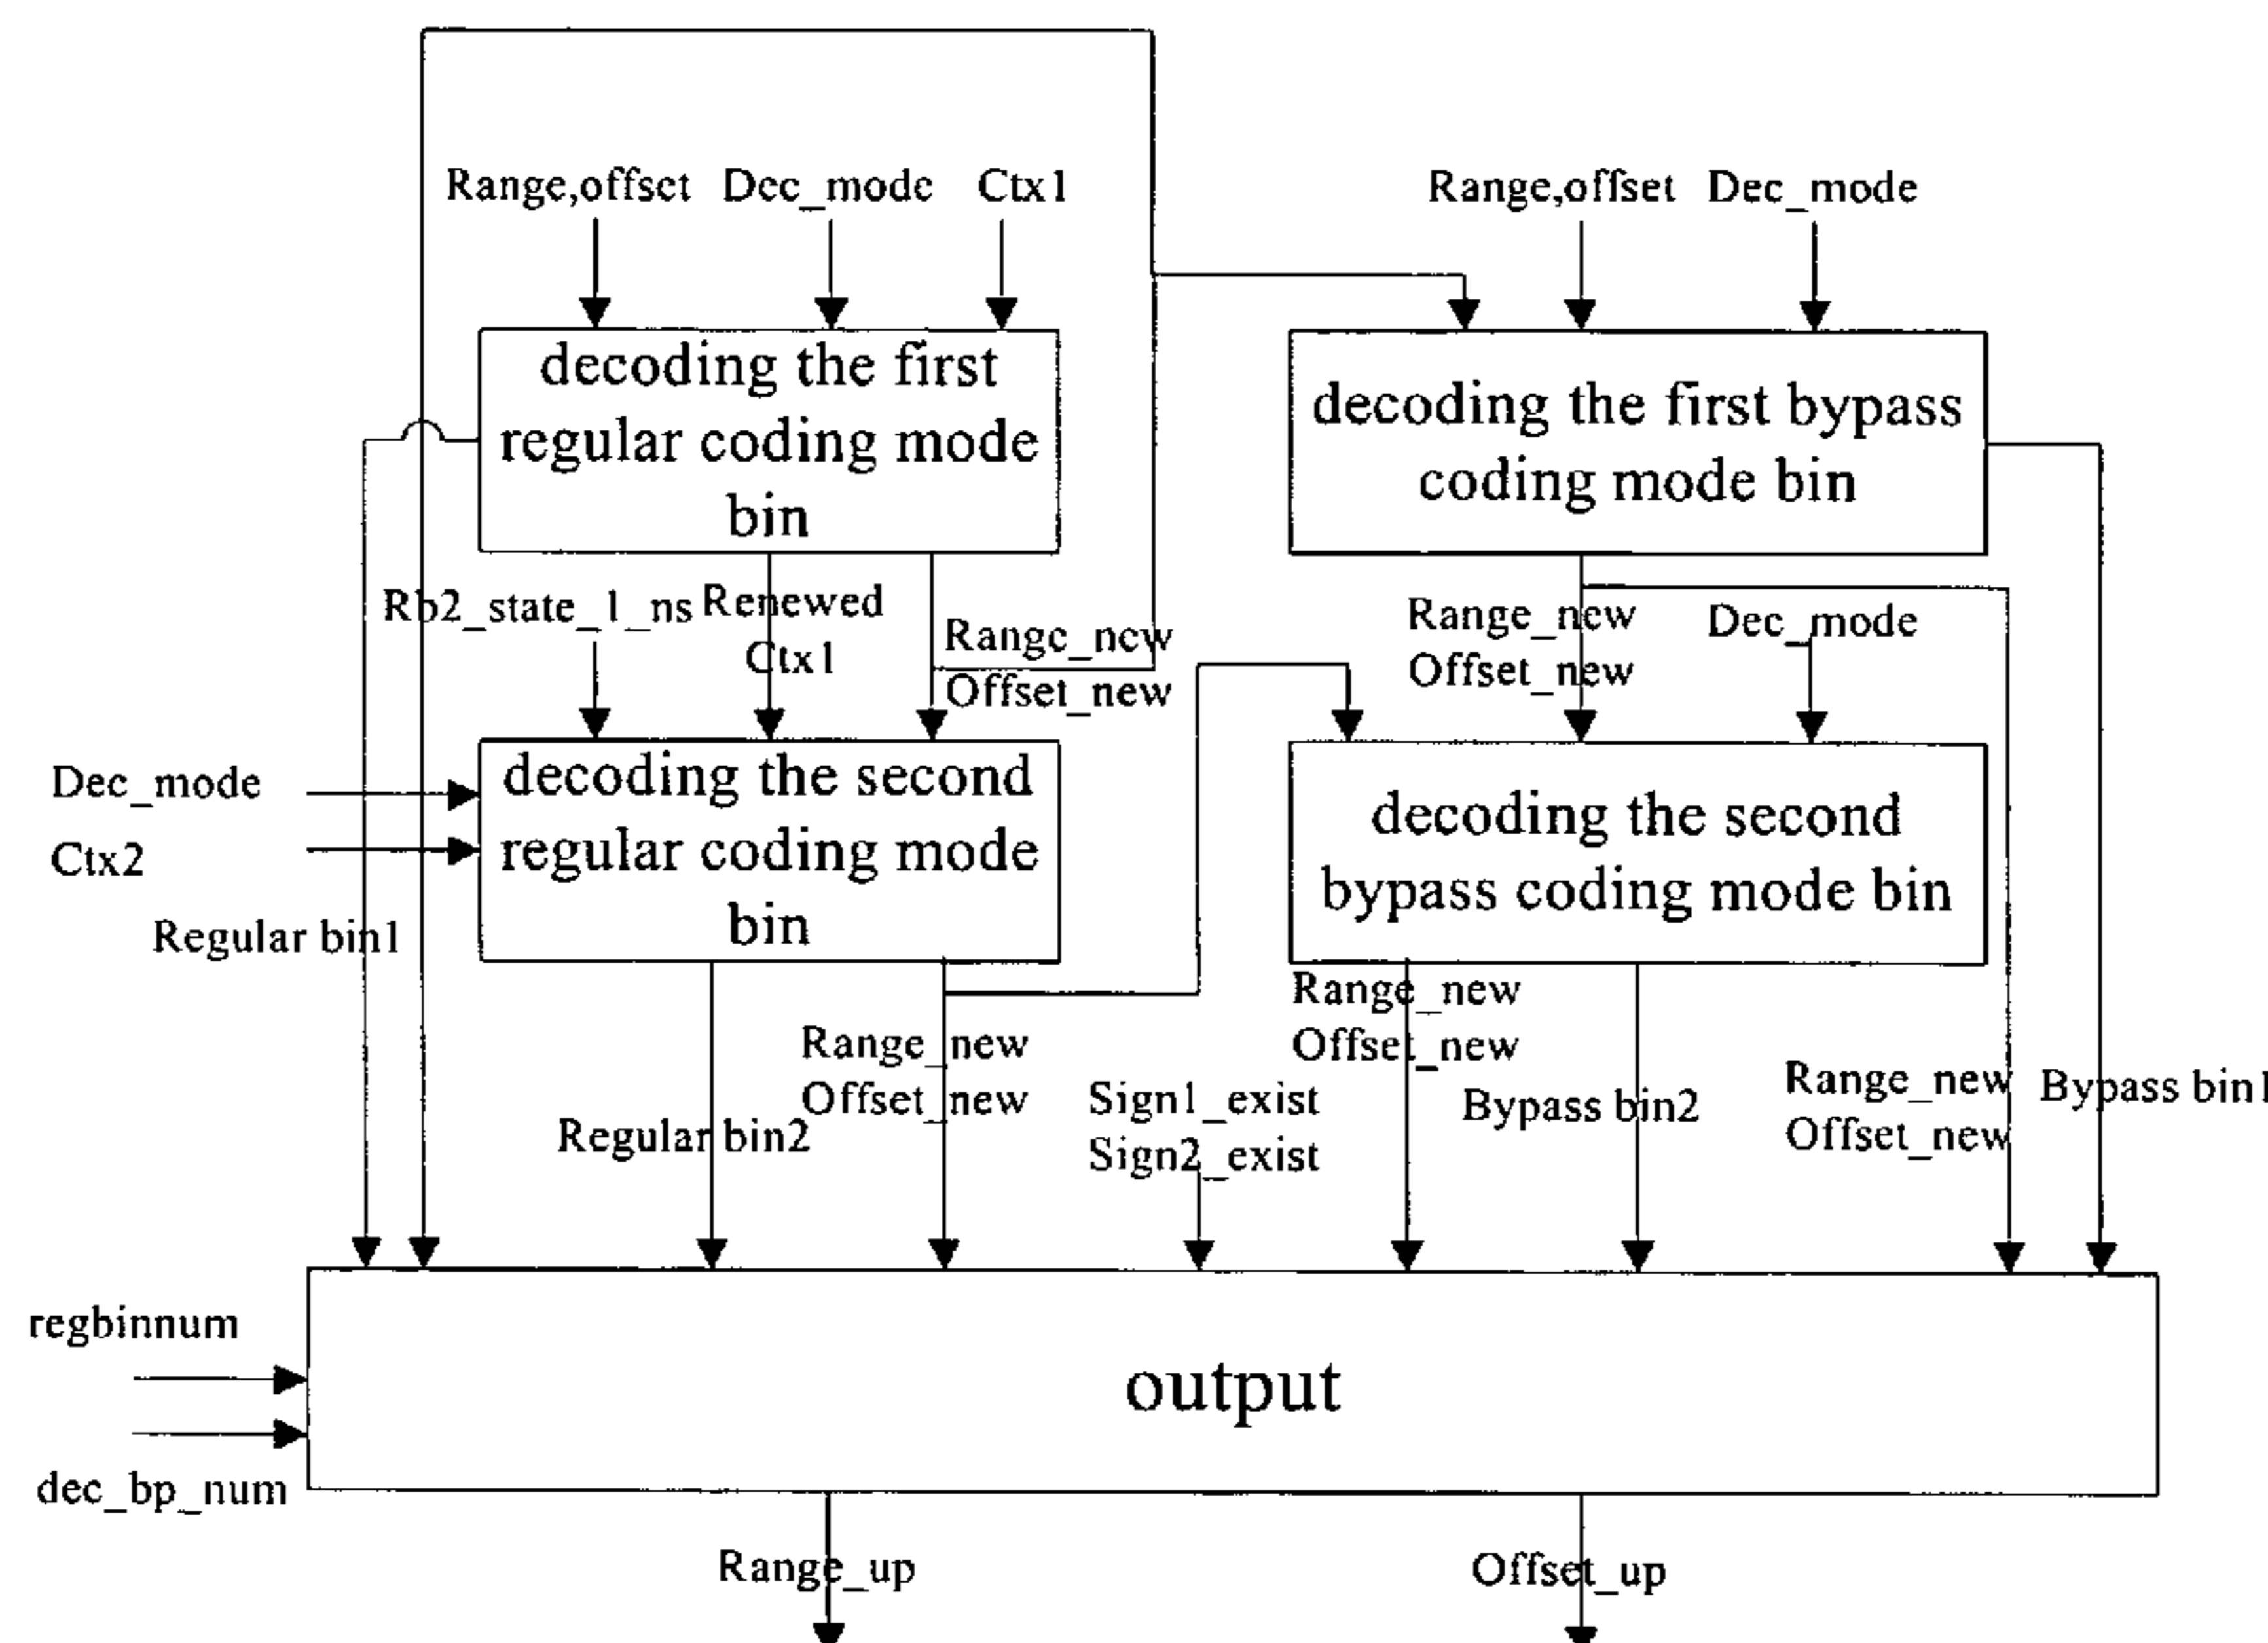 Range,offset Dec_mode Ctx1
Range,offset Dec_mode
decoding the first
regular coding mode
bin
decoding the first bypass
coding mode bin
Rb2_state_1_ns
Renewed
Ctx1
Range_new
Offset_new
Range_new
Offset_new
Dec_mode
Dec_mode
Ctx2
decoding the second
regular coding mode
bin
decoding the second
bypass coding mode bin
Regular bin1
Regular bin2
Range_new
Offset_new
Sign1_exist
Sign2_exist
Range_new
Offset_new
Bypass bin2
Range_new
Offset_new
Bypass bin1
regbinnum
dec_bp_num
output
Range_up
Offset_up